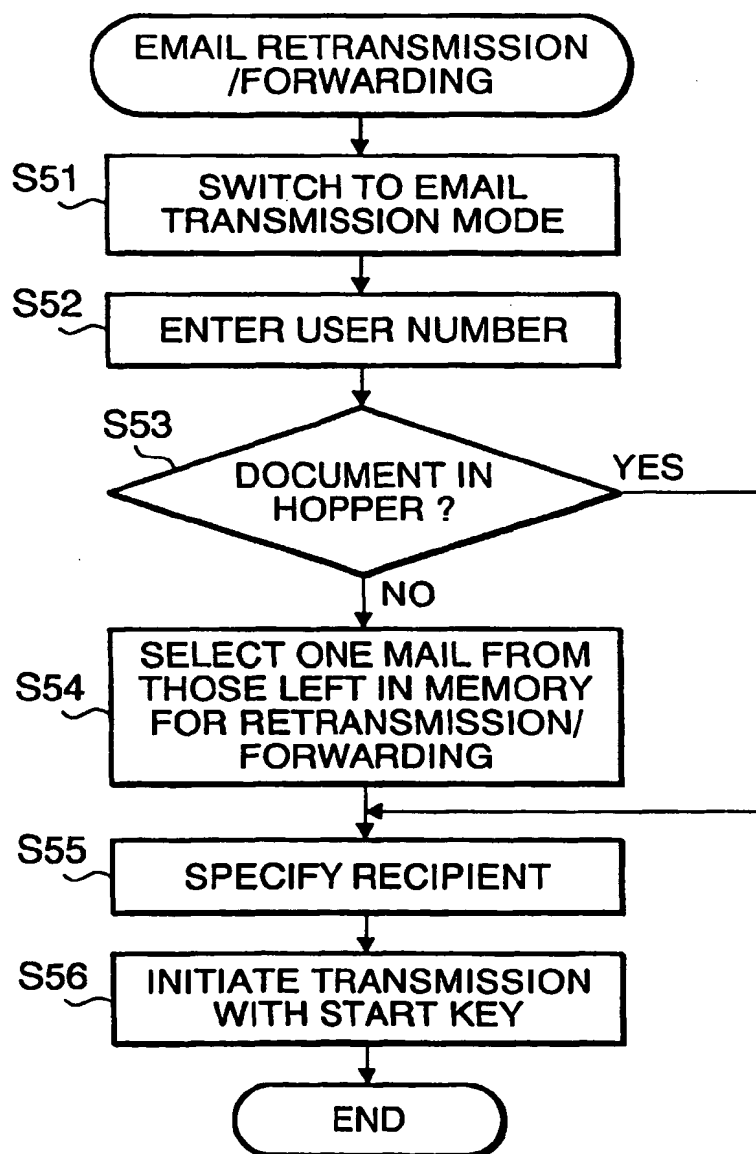 EMAIL RETRANSMISSION
/FORWARDING
S51
SWITCH TO EMAIL
TRANSMISSION MODE
S52
ENTER USER NUMBER
S53
DOCUMENT IN
HOPPER ?
YES
NO
S54
SELECT ONE MAIL FROM
THOSE LEFT IN MEMORY
FOR RETRANSMISSION/
FORWARDING
S55
SPECIFY RECIPIENT
S56
INITIATE TRANSMISSION
WITH START KEY
END